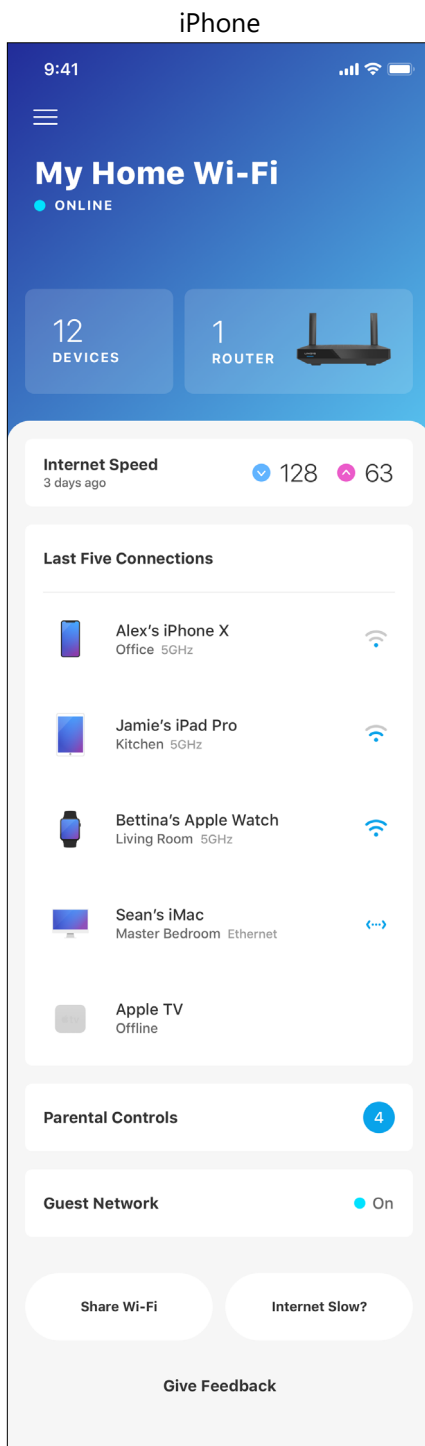 iPhone
9:41
My Home Wi-Fi
ONLINE
12
DEVICES
1
ROUTER
Internet Speed
3 days ago
128
63
Last Five Connections
Alex's iPhone X
Office 5GHz
Jamie's iPad Pro
Kitchen 5GHz
Bettina's Apple Watch
Living Room 5GHz
Sean's iMac
Master Bedroom Ethernet
Apple TV
Offline
Parental Controls
4
Guest Network
On
Share Wi-Fi
Internet Slow?
Give Feedback